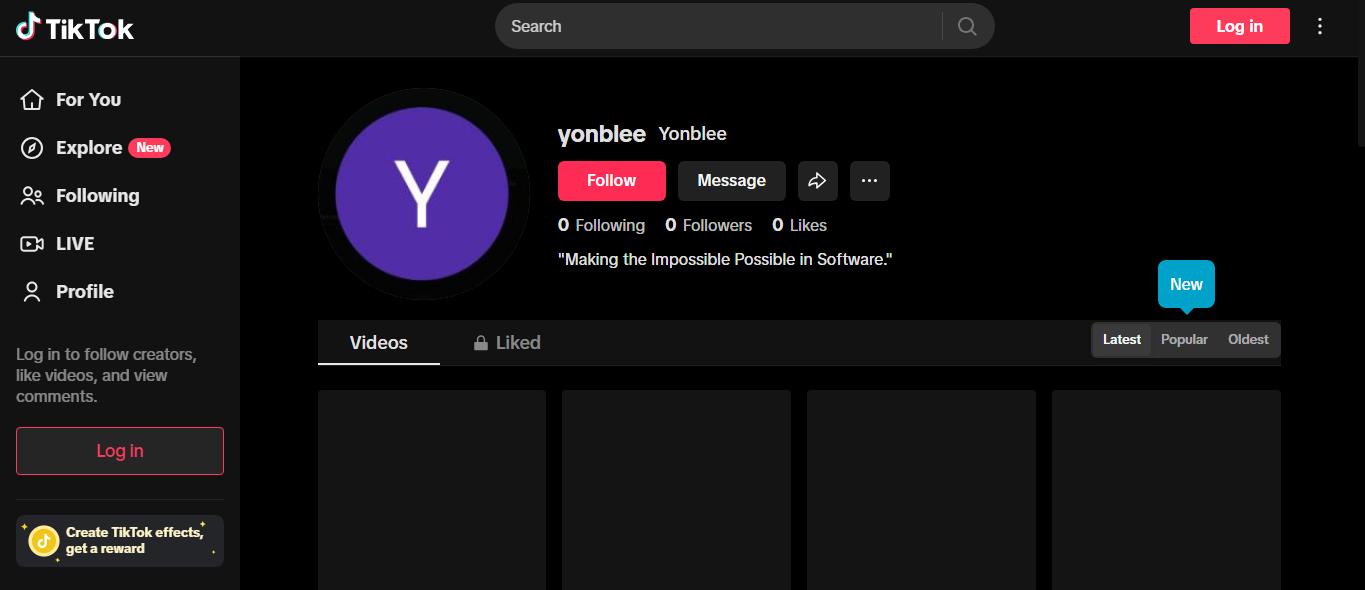 TikTok
Search
Log in
For You
Explore New
Following
LIVE
Profile
Log in to follow creators,
like videos, and view
comments.
Log in
Create TikTok effects,
get a reward
Y
yonblee Yonblee
Follow Message
0 Following 0 Followers 0 Likes
"Making the Impossible Possible in Software."
New
Videos Liked
Latest Popular Oldest